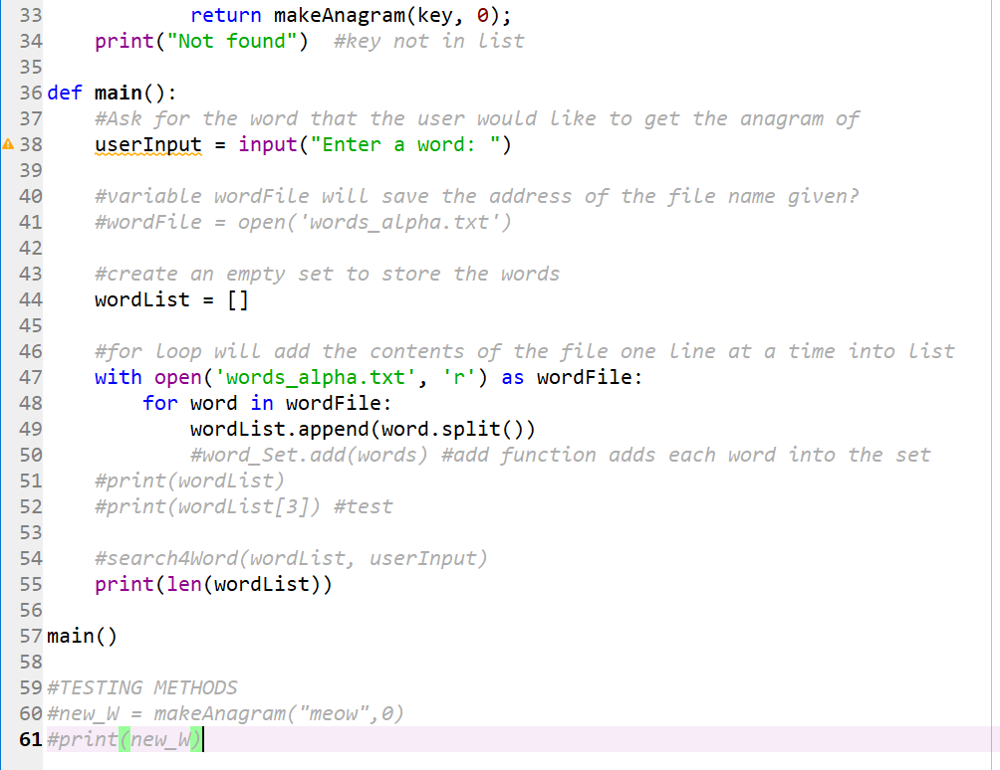 33 return makeAnagram(key, 0);
34 print("Not found") #key not in list
35
36 def main():
37 #Ask for the word that the user would like to get the anagram of
38 userInput = input("Enter a word: ")
39
40 #variable wordFile will save the address of the file name given?
41 #wordFile = open('words_alpha.txt')
42
43 #create an empty set to store the words
44 wordList = []
45
46 #for loop will add the contents of the file one line at a time into list
47 with open('words_alpha.txt', 'r') as wordFile:
48 for word in wordFile:
49 wordList.append(word.split())
50 #word_Set.add(words) #add function adds each word into the set
51 #print(wordList)
52 #print(wordList[3]) #test
53
54 #search4Word(wordList, userInput)
55 print(len(wordList))
56
57 main()
58
59 #TESTING METHODS
60 #new_W = makeAnagram("meow",0)
61 #print(new_W)